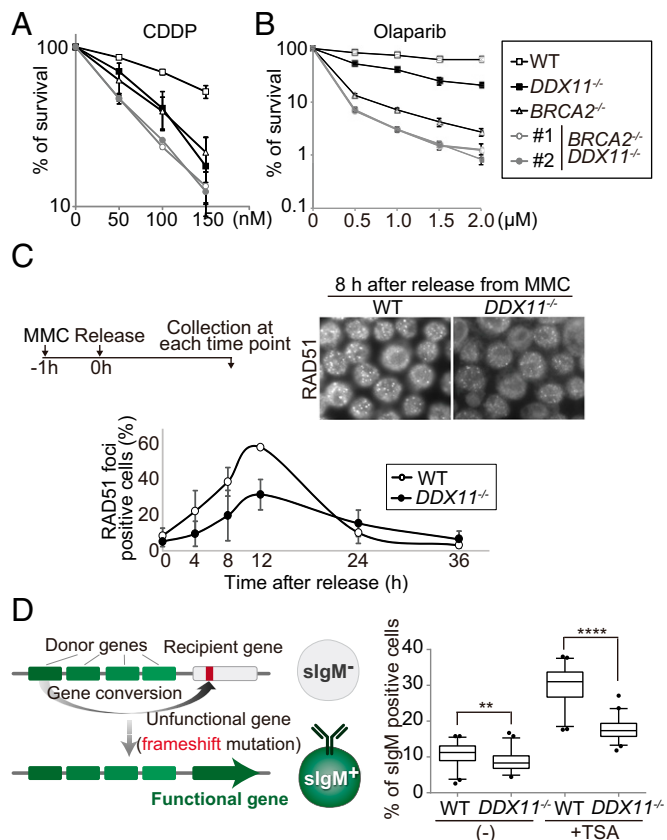 A
CDDP
% of survival
100
10
0 50 100 150 (nM)
B
Olaparib
% of survival
100
10
1
0.1
0 0.5 1.0 1.5 2.0 (μM)
WT
DDX11-/-
BRCA2-/-
#1
#2
BRCA2-/-
DDX11-/-
C
MMC Release
Collection at
each time point
-1h 0h
8 h after release from MMC
WT DDX11-/-
RAD51
RAD51 foci
positive cells (%)
60
40
20
0
0 4 8 12 24 36
Time after release (h)
WT
DDX11-/-
D
Donor genes
Recipient gene
Gene conversion
Unfunctional gene
(frameshift mutation)
Functional gene
sIgM-
sIgM+
% of sIgM positive cells
40
30
20
10
0
**
****
WT DDX11-/- WT DDX11-/-
(-) +TSA